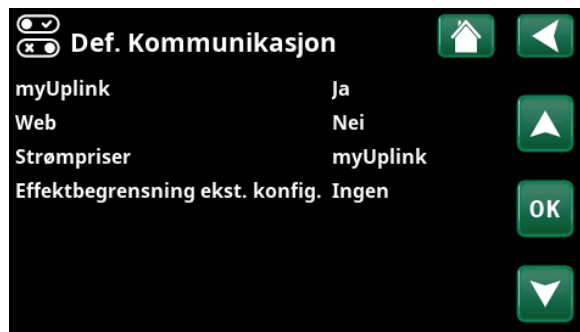 Def. Kommunikasjon
myUplink Ja
Web Nei
Strømpriser myUplink
Effektbegrensning ekst. konfig. Ingen
OK